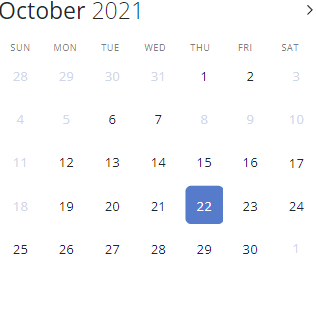 October 2021
SUN MON TUE WED THU FRI SAT
28 29 30 31 1 2 3
4 5 6 7 8 9 10
11 12 13 14 15 16 17
18 19 20 21 22 23 24
25 26 27 28 29 30 1